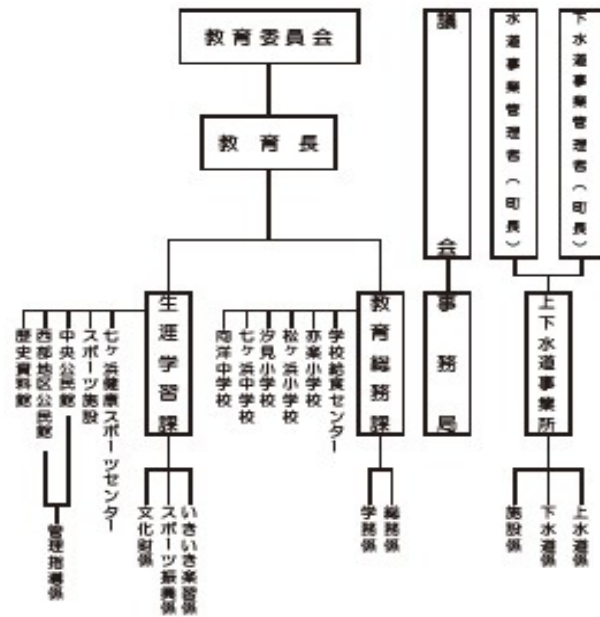 下水道事業管理者(町長)
水道事業管理者(町長)
議会
教育委員会
教育長
上下水道事業所
事務局
教育総務課
生涯学習課
学校給食センター
亦楽小学校
松ヶ浜小学校
汐見小学校
七ヶ浜中学校
向洋中学校
七ヶ浜健康スポーツセンター
スポーツ施設
中央公民館
西部地区公民館
歴史資料館
上水道係
下水道係
施設係
総務係
学務係
いきいき楽習係
スポーツ振興係
文化財係
管理指導係